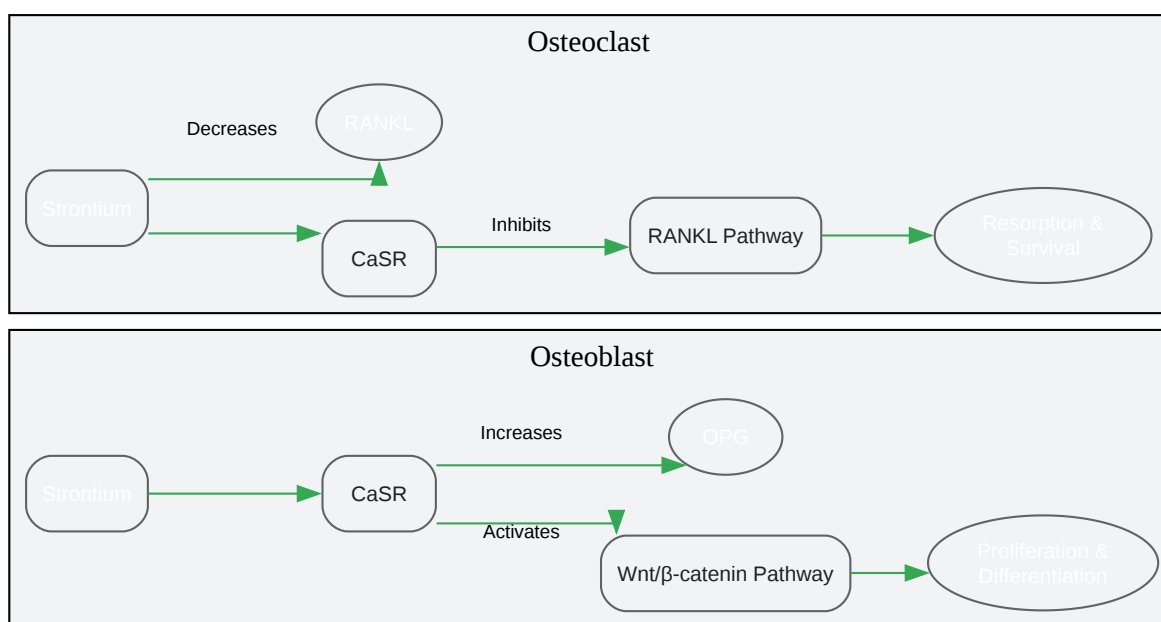 Osteoclast
Decreases
RANKL
Strontium
CaSR
Inhibits
RANKL Pathway
Resorption &
Survival
Osteoblast
Increases
OPG
Strontium
CaSR
Activates
Wnt/β-catenin Pathway
Proliferation &
Differentiation